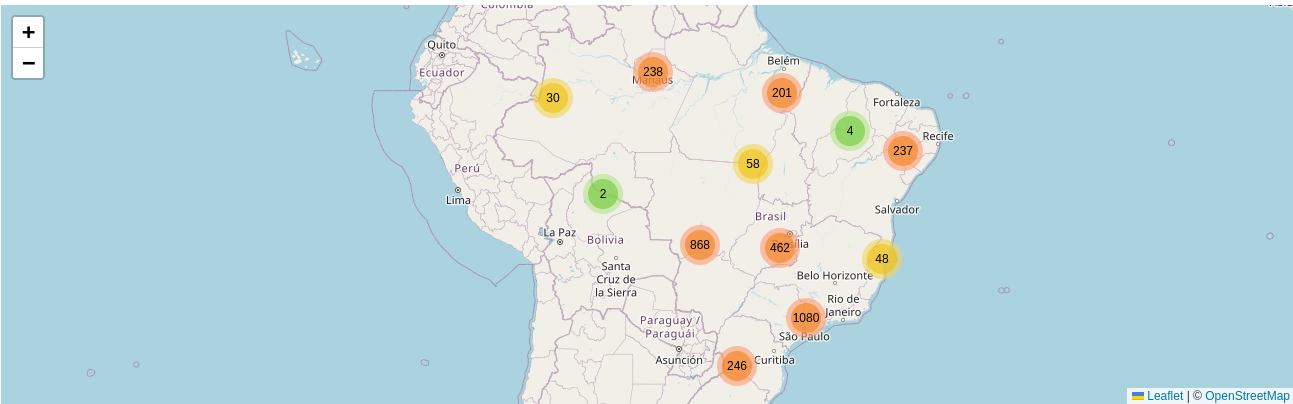 Colombia
+
−
Quito
Ecuador
Belém
238
Manaus
30
201
Fortaleza
4
Recife
237
58
Perú
2
Lima
Salvador
Brasil
La Paz
Bolivia
868
462
48
Santa
Cruz de
la Sierra
Belo Horizonte
Rio de
Janeiro
1080
Paraguay /
Paraguái
São Paulo
Asunción
246
Curitiba
Leaflet | © OpenStreetMap